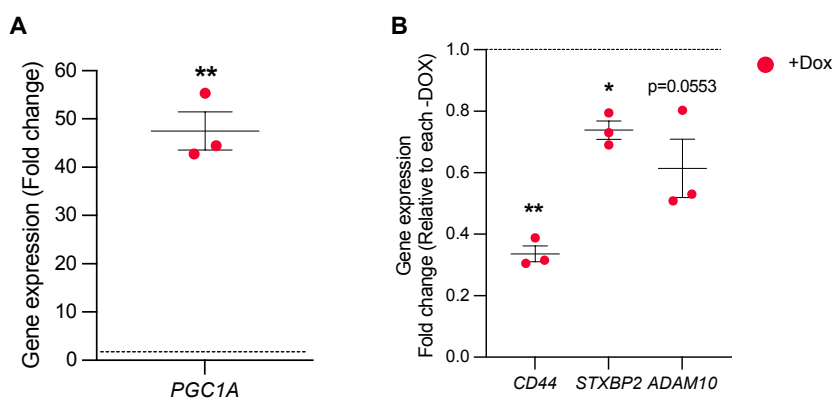 A
Gene expression (Fold change)
60
50
40
30
20
10
0
**
PGC1A
B
Gene expression
Fold change (Relative to each -DOX)
1.0
0.8
0.6
0.4
0.2
0.0
**
*
p=0.0553
CD44 STXBP2 ADAM10
+Dox